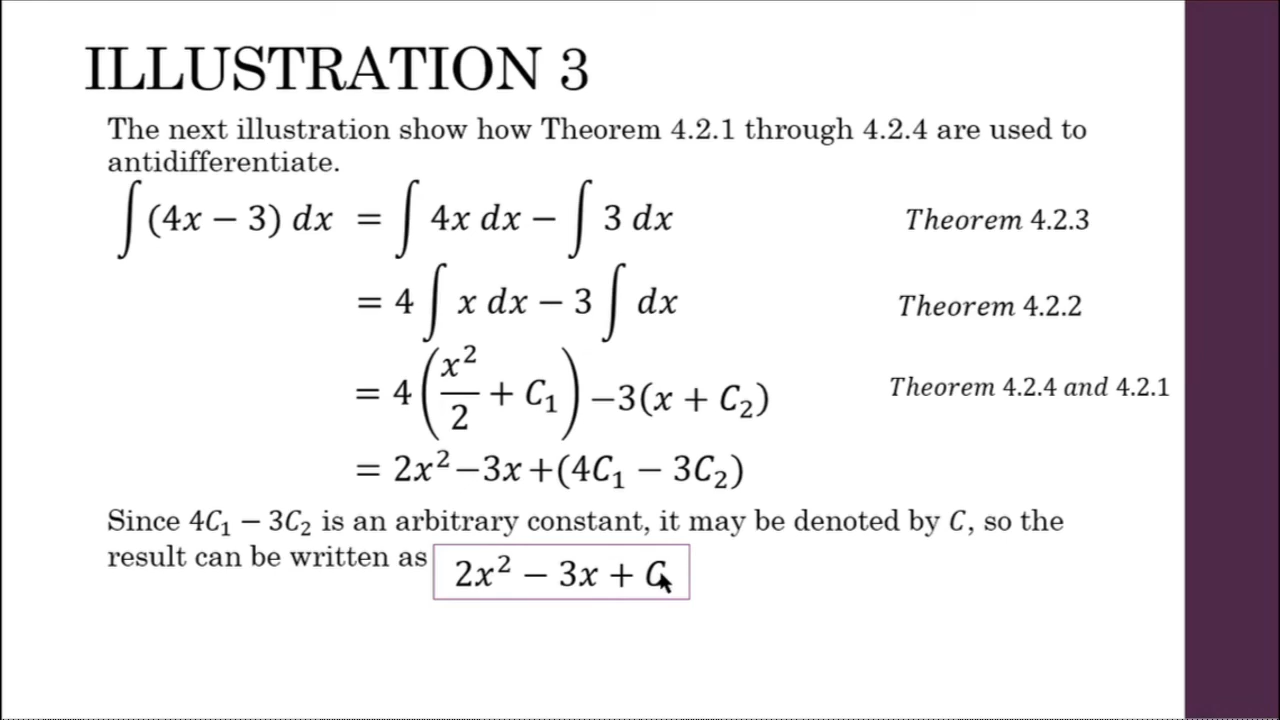 ILLUSTRATION 3
The next illustration show how Theorem 4.2.1 through 4.2.4 are used to
antidifferentiate.
∫(4x − 3) dx = ∫ 4x dx − ∫ 3 dx Theorem 4.2.3
= 4 ∫ x dx − 3 ∫ dx Theorem 4.2.2
= 4(x²/2 + C₁) −3(x + C₂) Theorem 4.2.4 and 4.2.1
= 2x²−3x+(4C₁ − 3C₂)
Since 4C₁ − 3C₂ is an arbitrary constant, it may be denoted by C, so the
result can be written as 2x² − 3x + C